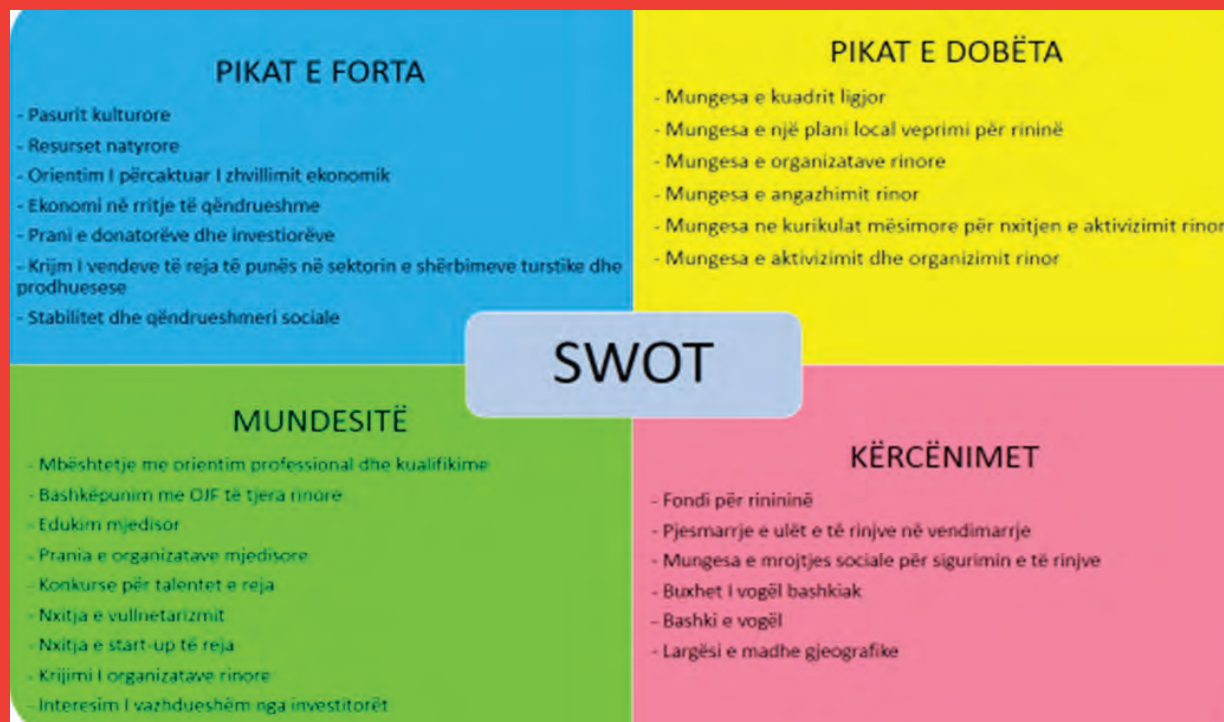 PIKAT E FORTA
- Pasurit kulturore
- Resurset natyrore
- Orientim I përcaktuar I zhvillimit ekonomik
- Ekonomi në rritje të qëndrueshme
- Prani e donatorëve dhe investiorëve
- Krijm I vendeve të reja të punës në sektorin e shërbimeve turstike dhe
prodhuesese
- Stabilitet dhe qëndrueshmeri sociale
PIKAT E DOBËTA
- Mungesa e kuadrit ligjor
- Mungesa e një plani local veprimi për rininë
- Mungesa e organizatave rinore
- Mungesa e angazhimit rinor
- Mungesa ne kurikulat mësimore për nxitjen e aktivizimit rinor
- Mungesa e aktivizimit dhe organizimit rinor
SWOT
MUNDESITË
- Mbështetje me orientim professional dhe kualifikime
- Bashkëpunim me OJF të tjera rinore
- Edukim mjedisor
- Prania e organizatave mjedisore
- Konkurse për talentet e reja
- Nxitja e vullnetarizmit
- Nxitja e start-up të reja
- Krijimi I organizatave rinore
- Interesim I vazhdueshëm nga investitorët
KËRCËNIMET
- Fondi për rinininë
- Pjesmarrje e ulët e të rinjve në vendimarrje
- Mungesa e mrojtjes sociale për sigurimin e të rinjve
- Buxhet I vogël bashkiak
- Bashki e vogël
- Largësi e madhe gjeografike